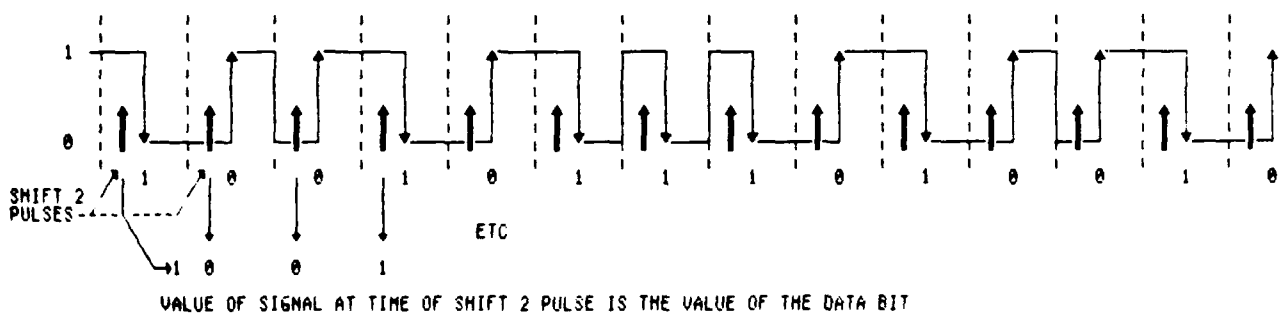 1
0
1 0 0 1 0 1 1 1 0 1 0 0 1 0
SHIFT 2
PULSES
ETC
1 0 0 1
VALUE OF SIGNAL AT TIME OF SHIFT 2 PULSE IS THE VALUE OF THE DATA BIT